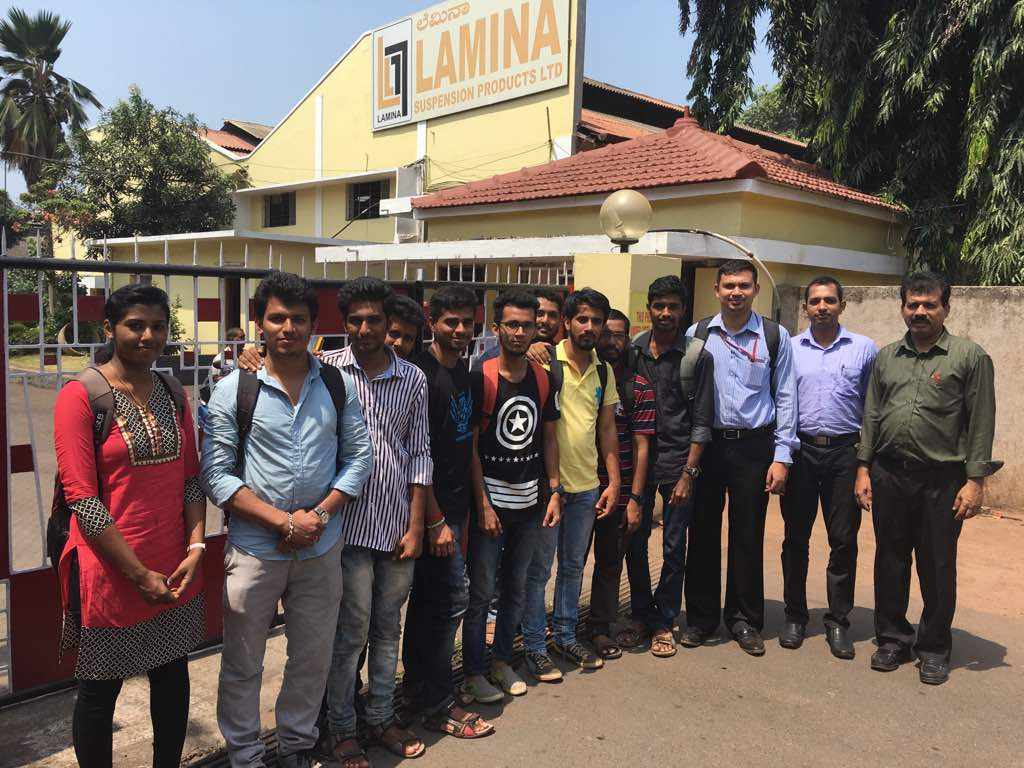 ಲೆಮಿನಾ
LAMINA
SUSPENSION PRODUCTS LTD
LAMINA